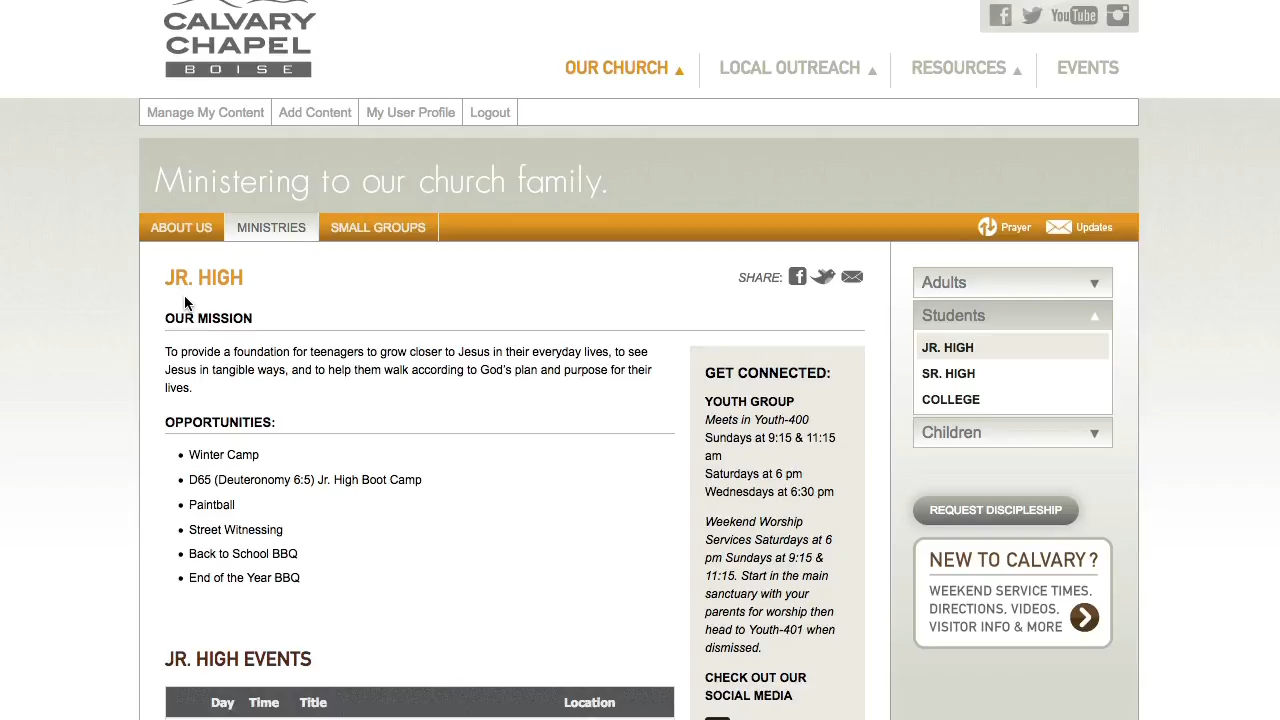 CALVARY
CHAPEL
BOISE
You Tube
OUR CHURCH LOCAL OUTREACH RESOURCES EVENTS
Manage My Content Add Content My User Profile Logout
Ministering to our church family.
ABOUT US MINISTRIES SMALL GROUPS Prayer Updates
JR. HIGH
SHARE:
OUR MISSION
To provide a foundation for teenagers to grow closer to Jesus in their everyday lives, to see
Jesus in tangible ways, and to help them walk according to God's plan and purpose for their
lives.
OPPORTUNITIES:
• Winter Camp
• D65 (Deuteronomy 6:5) Jr. High Boot Camp
• Paintball
• Street Witnessing
• Back to School BBQ
• End of the Year BBQ
JR. HIGH EVENTS
Day Time Title Location
GET CONNECTED:
YOUTH GROUP
Meets in Youth-400
Sundays at 9:15 & 11:15
am
Saturdays at 6 pm
Wednesdays at 6:30 pm
Weekend Worship
Services Saturdays at 6
pm Sundays at 9:15 &
11:15. Start in the main
sanctuary with your
parents for worship then
head to Youth-401 when
dismissed.
CHECK OUT OUR
SOCIAL MEDIA
Adults
Students
JR. HIGH
SR. HIGH
COLLEGE
Children
REQUEST DISCIPLESHIP
NEW TO CALVARY?
WEEKEND SERVICE TIMES,
DIRECTIONS, VIDEOS,
VISITOR INFO & MORE